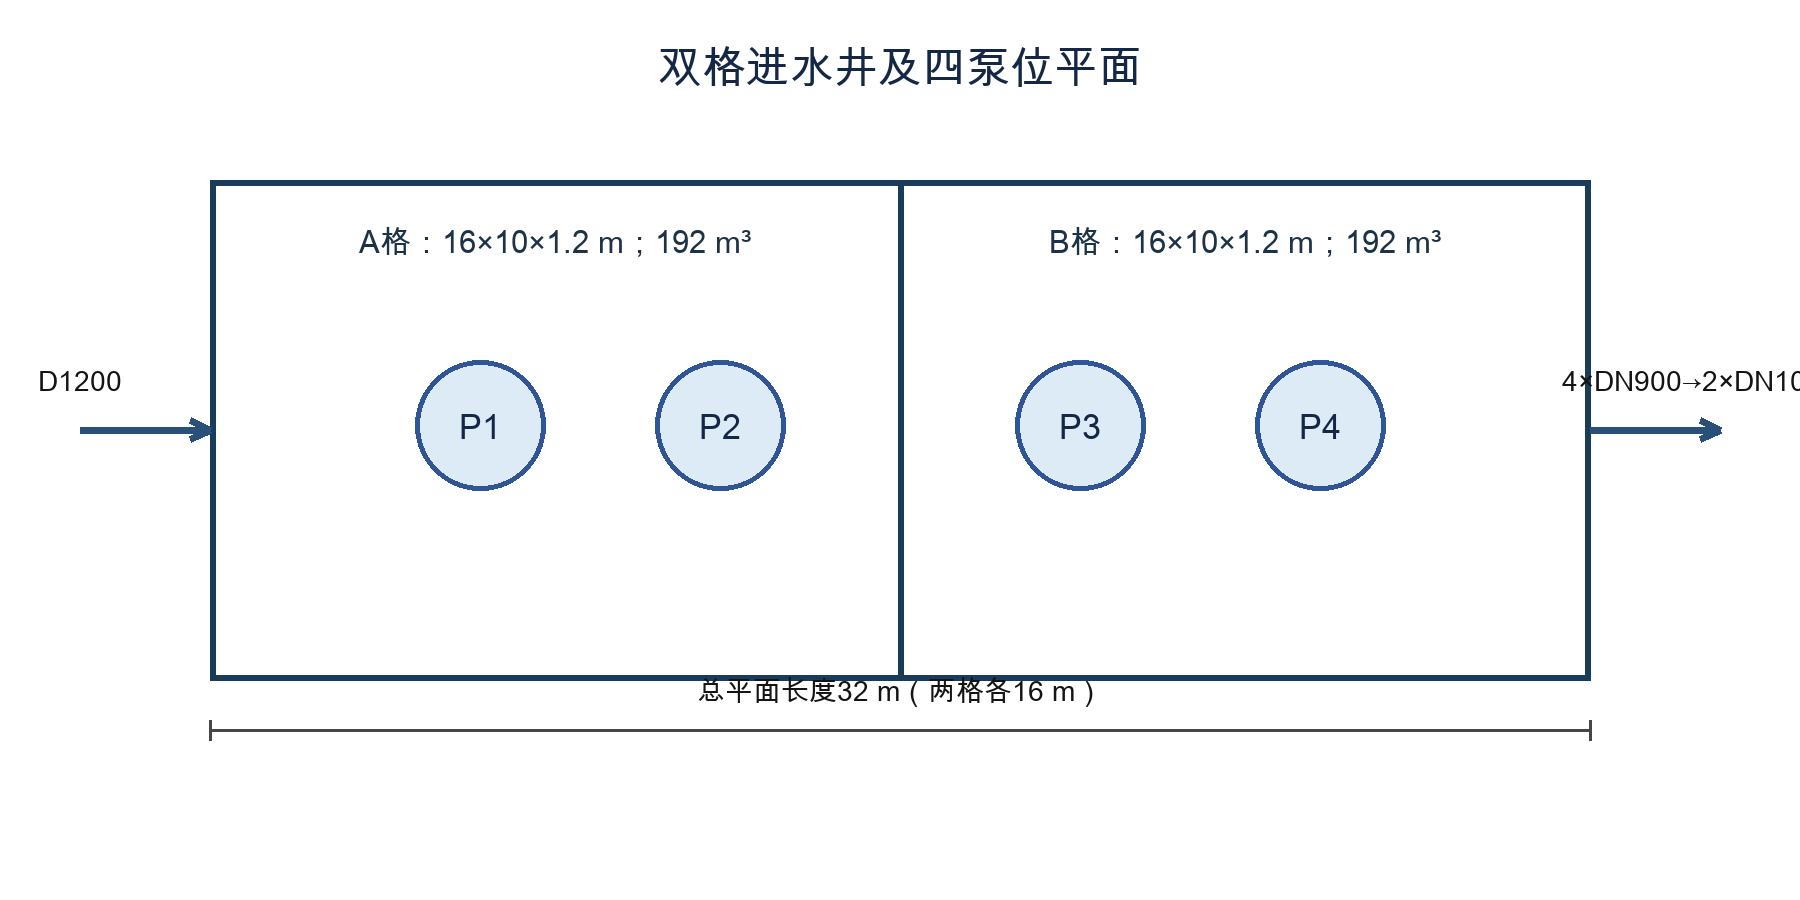 双格进水井及四泵位平面
A格：16×10×1.2 m；192 m³
B格：16×10×1.2 m；192 m³
D1200
4×DN900→2×DN10
P1
P2
P3
P4
总平面长度32 m（两格各16 m）